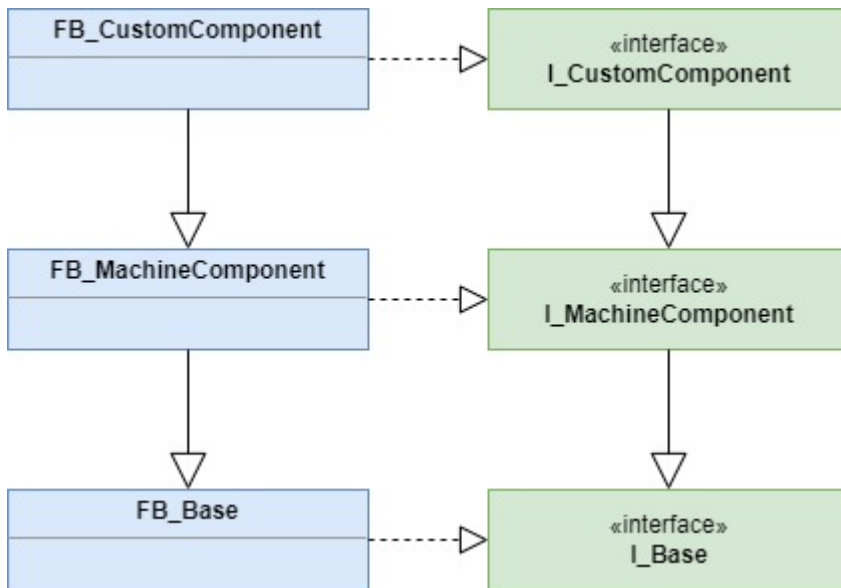 FB_CustomComponent
«interface»
I_CustomComponent
FB_MachineComponent
«interface»
I_MachineComponent
FB_Base
«interface»
I_Base